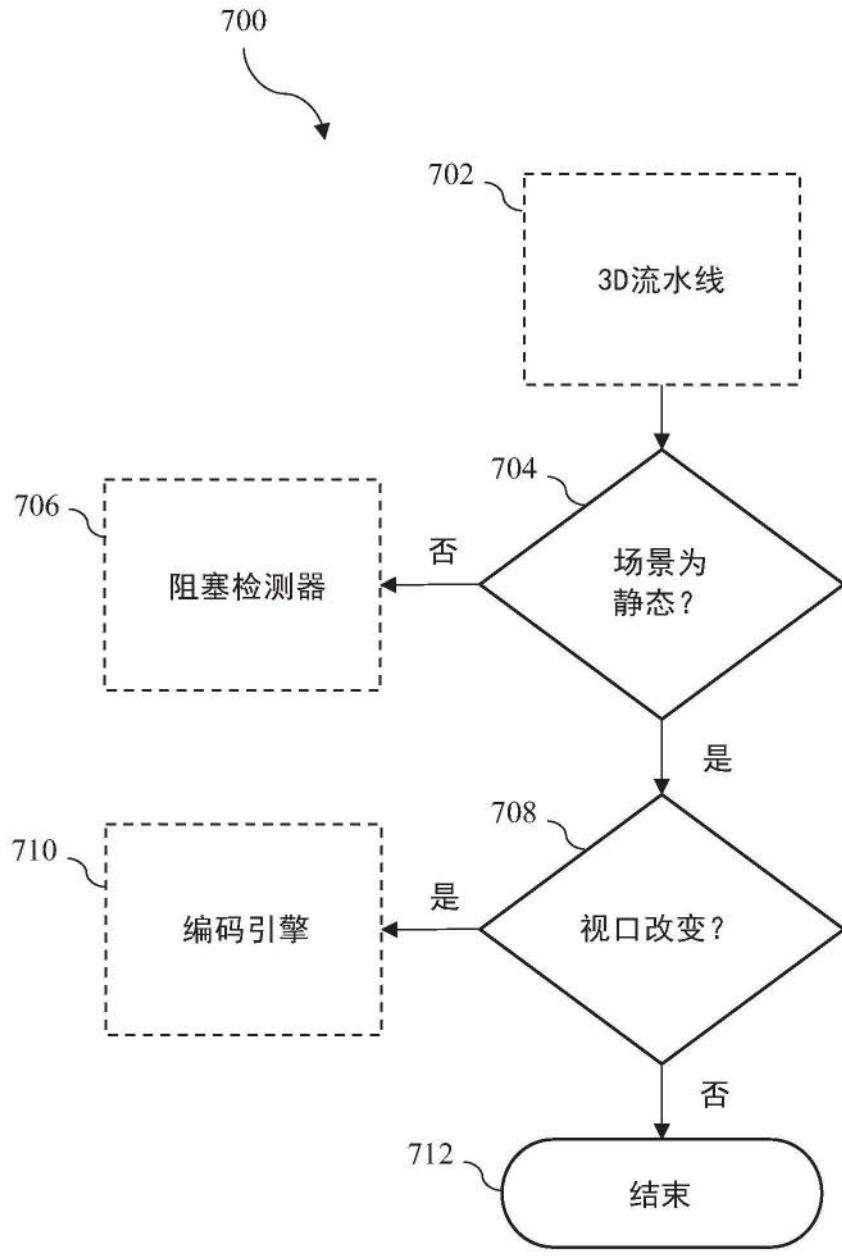 700
702
3D流水线
704
场景为
静态?
否
706
阻塞检测器
是
708
视口改变?
是
710
编码引擎
否
712
结束